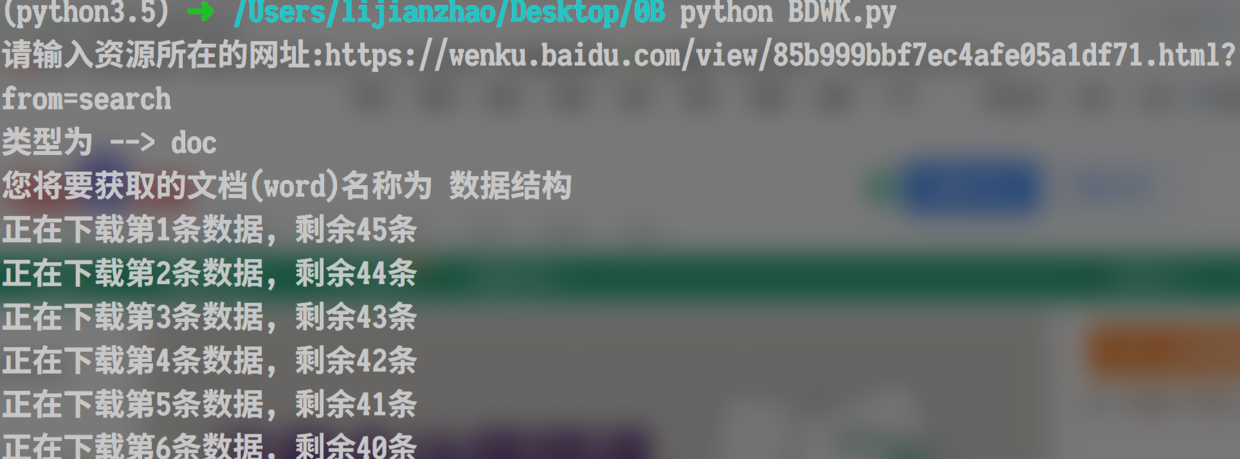 (python3.5) → /Users/lijianzhao/Desktop/0B python BDWK.py
请输入资源所在的网址:https://wenku.baidu.com/view/85b999bbf7ec4afe05a1df71.html?
from=search
类型为 --> doc
您将要获取的文档(word)名称为 数据结构
正在下载第1条数据, 剩余45条
正在下载第2条数据, 剩余44条
正在下载第3条数据, 剩余43条
正在下载第4条数据, 剩余42条
正在下载第5条数据, 剩余41条
正在下载第6条数据, 剩余40条